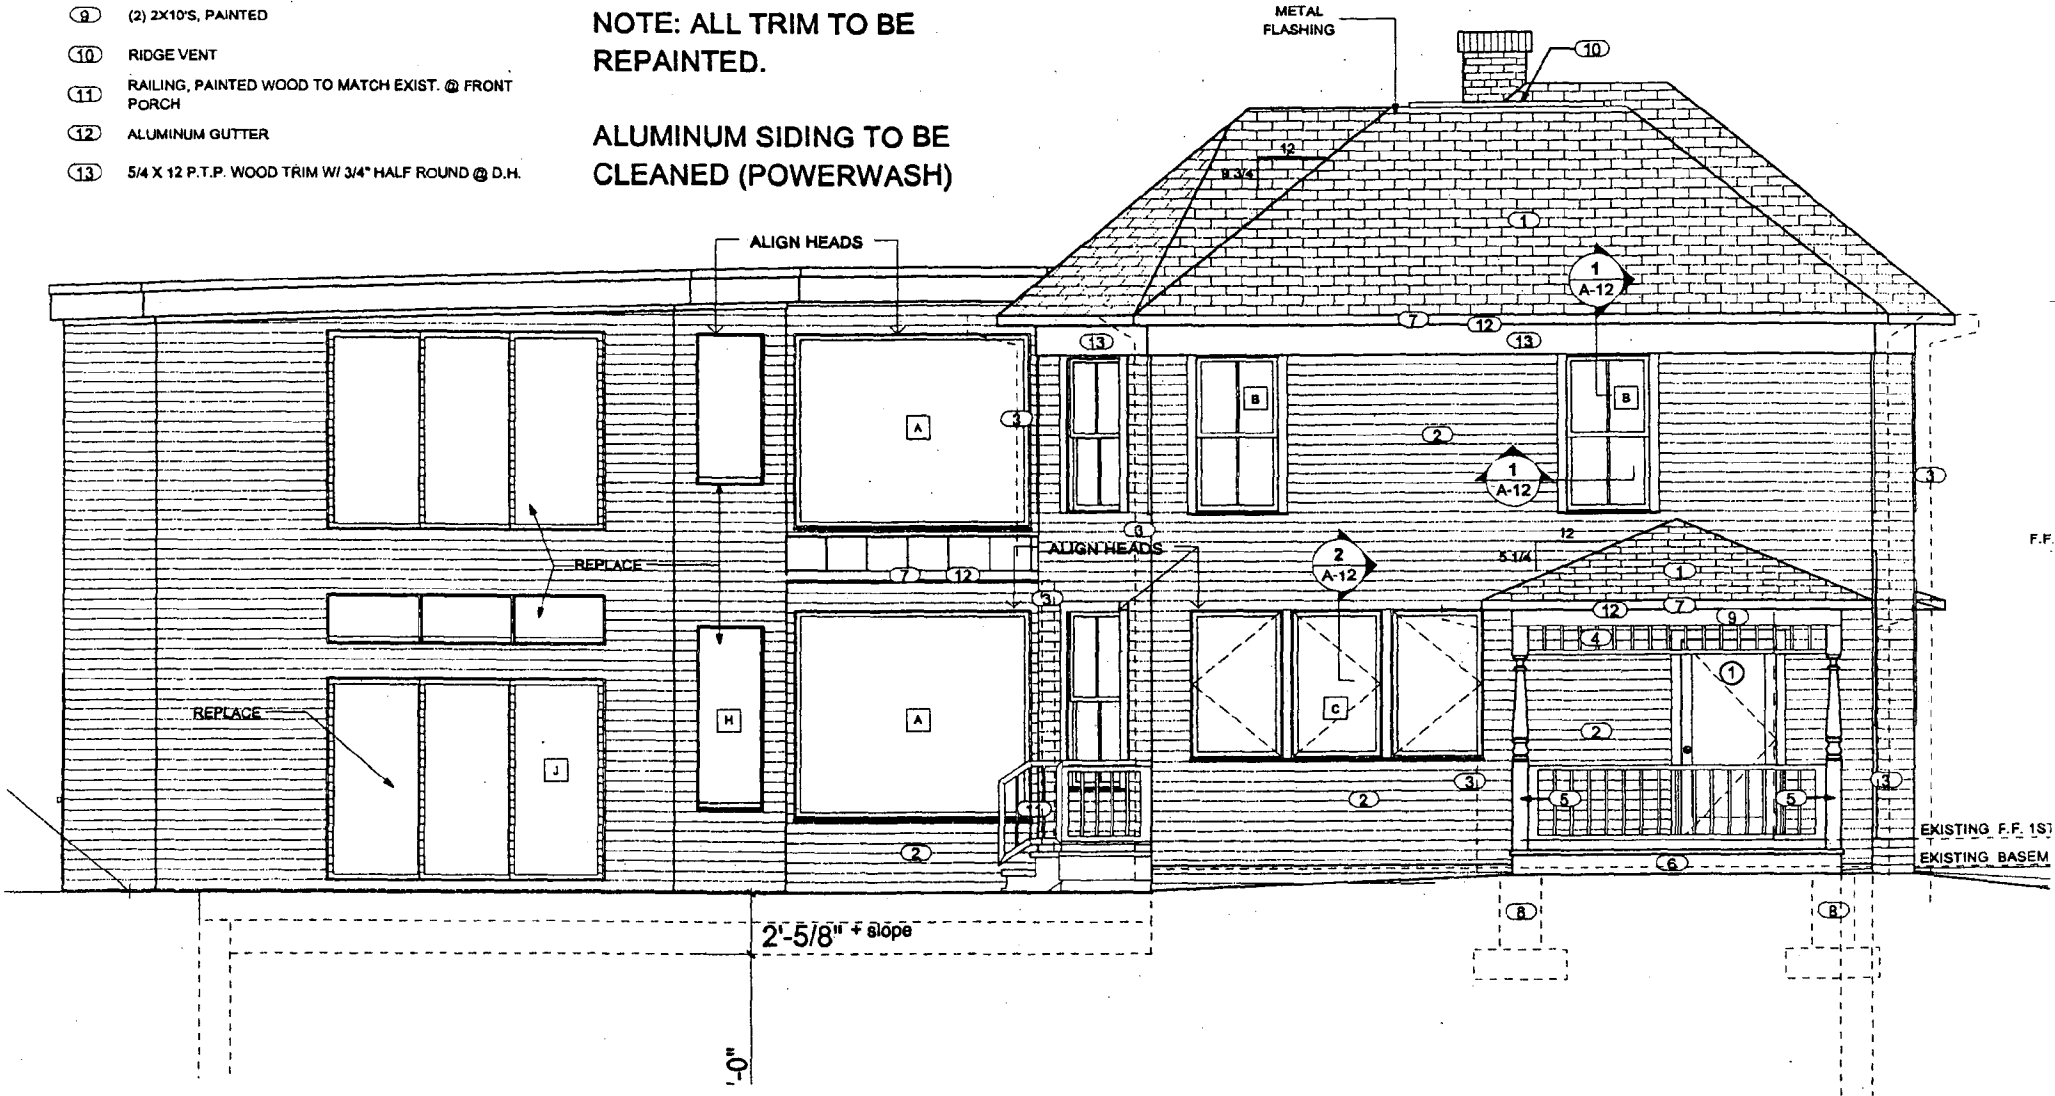 9 (2) 2X10'S, PAINTED
10 RIDGE VENT
11 RAILING, PAINTED WOOD TO MATCH EXIST. @ FRONT
PORCH
12 ALUMINUM GUTTER
13 5/4 X 12 P.T.P. WOOD TRIM W/ 3/4" HALF ROUND @ D.H.
NOTE: ALL TRIM TO BE
REPAINTED.
ALUMINUM SIDING TO BE
CLEANED (POWERWASH)
METAL
FLASHING
10
12
9 3/4
1
ALIGN HEADS
1
A-12
7
12
13
13
B
B
A
3
2
1
A-12
3
3
F.F.
ALIGN HEADS
12
5 1/4
2
A-12
REPLACE
7
12
1
3
12
7
9
4
1
REPLACE
H
A
C
2
J
3
3
11
2
5
5
2
6
EXISTING F.F. 1ST
EXISTING BASEM
8
8
2'-5/8" + slope
'-0"